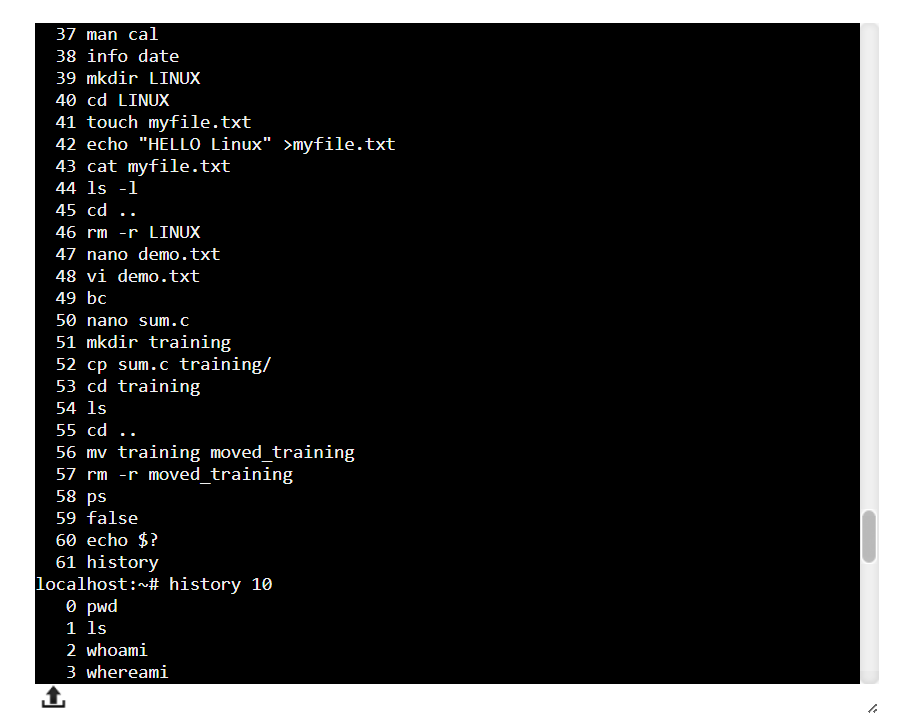 37 man cal
38 info date
39 mkdir LINUX
40 cd LINUX
41 touch myfile.txt
42 echo "HELLO Linux" >myfile.txt
43 cat myfile.txt
44 ls -l
45 cd ..
46 rm -r LINUX
47 nano demo.txt
48 vi demo.txt
49 bc
50 nano sum.c
51 mkdir training
52 cp sum.c training/
53 cd training
54 ls
55 cd ..
56 mv training moved_training
57 rm -r moved_training
58 ps
59 false
60 echo $?
61 history
localhost:~# history 10
0 pwd
1 ls
2 whoami
3 whereami